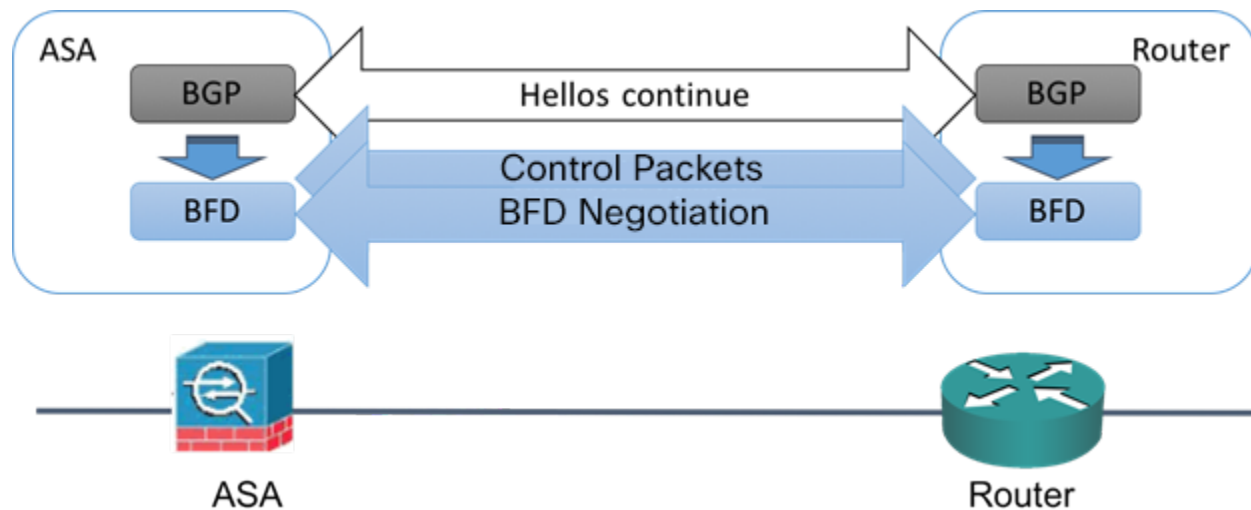 ASA
Router
BGP
Hellos continue
BGP
Control Packets
BFD
BFD Negotiation
BFD
ASA
Router